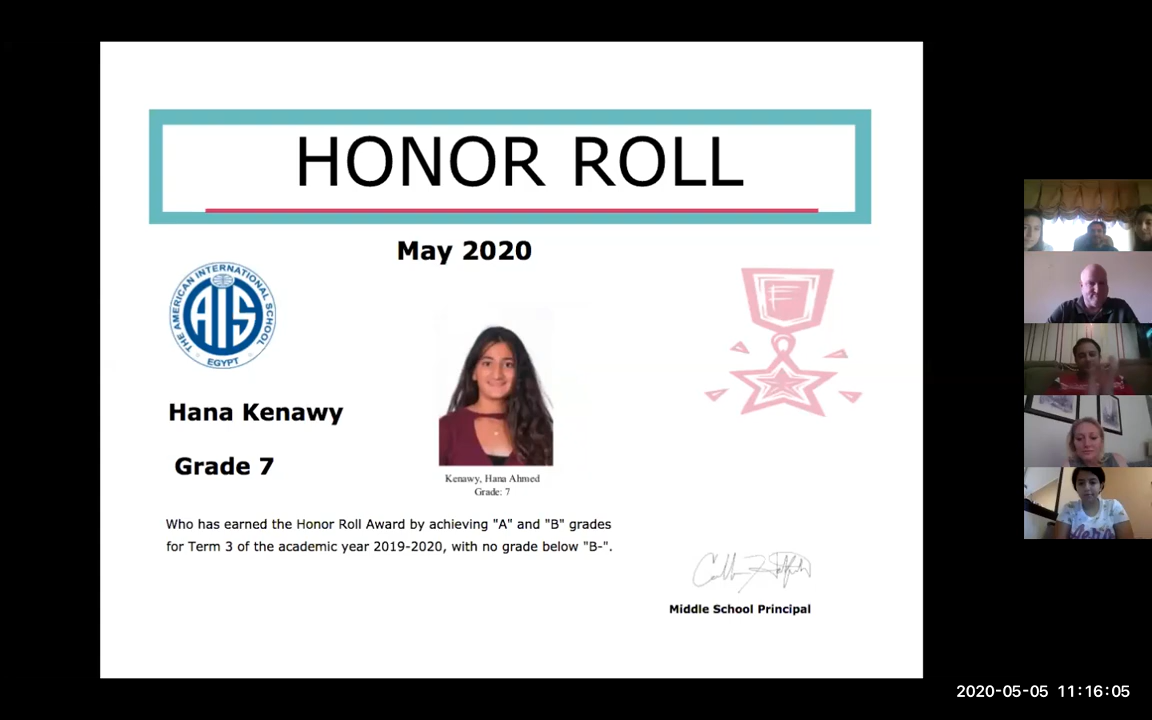 HONOR ROLL
May 2020
THE AMERICAN INTERNATIONAL SCHOOL
AIS
EGYPT
Hana Kenawy
Grade 7
Kenawy, Hana Ahmed
Grade: 7
Who has earned the Honor Roll Award by achieving "A" and "B" grades
for Term 3 of the academic year 2019-2020, with no grade below "B-".
Middle School Principal
2020-05-05 11:16:05